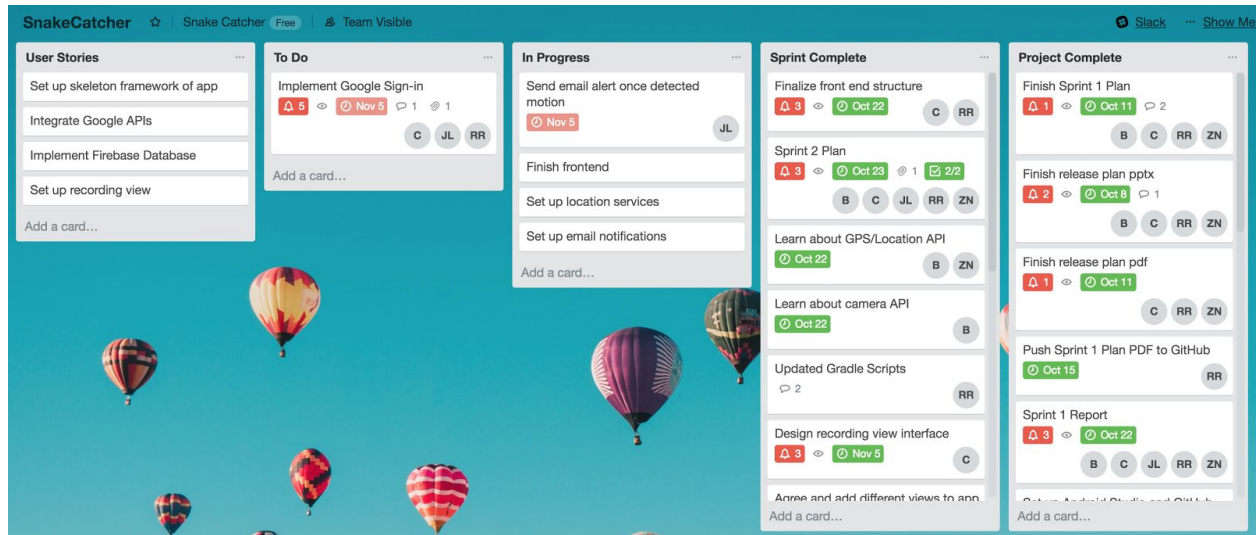 SnakeCatcher Snake Catcher Free Team Visible Slack ... Show Me
User Stories ...
Set up skeleton framework of app
Integrate Google APIs
Implement Firebase Database
Set up recording view
Add a card...
To Do ...
Implement Google Sign-in
5 Nov 5 1 1
C JL RR
Add a card...
In Progress ...
Send email alert once detected
motion
Nov 5
JL
Finish frontend
Set up location services
Set up email notifications
Add a card...
Sprint Complete ...
Finalize front end structure
3 Oct 22
C RR
Sprint 2 Plan
3 Oct 23 1 2/2
B C JL RR ZN
Learn about GPS/Location API
Oct 22
B ZN
Learn about camera API
Oct 22
B
Updated Gradle Scripts
2
RR
Design recording view interface
3 Nov 5
C
Agree and add different views to app
Add a card...
Project Complete ...
Finish Sprint 1 Plan
1 Oct 11 2
B C RR ZN
Finish release plan pptx
2 Oct 8 1
B C RR ZN
Finish release plan pdf
1 Oct 11
C RR ZN
Push Sprint 1 Plan PDF to GitHub
Oct 15
RR
Sprint 1 Report
3 Oct 22
B C JL RR ZN
Set up Android Studio and GitHub
Add a card...